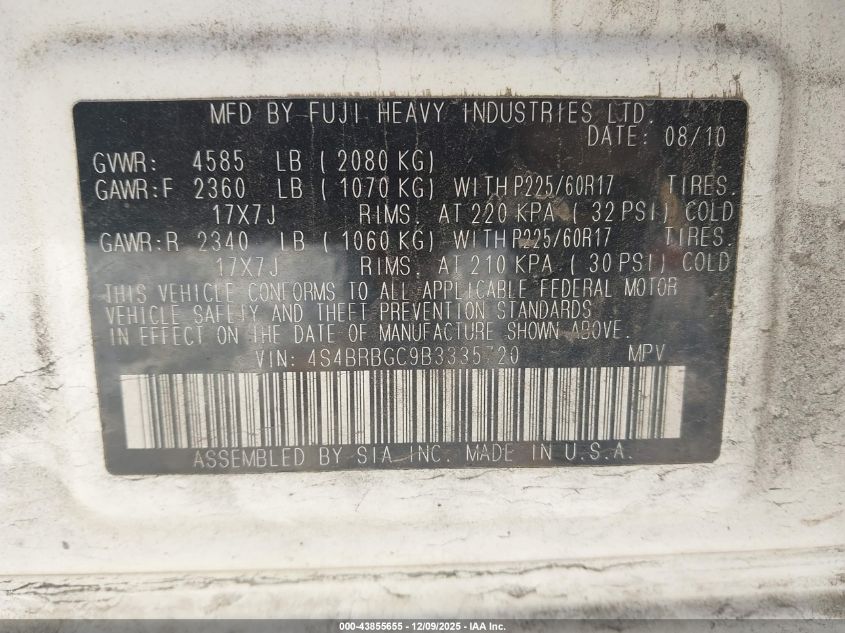 MFD BY FUJI HEAVY INDUSTRIES LTD.
DATE: 08/10
GVWR: 4585 LB ( 2080 KG)
GAWR:F 2360 LB ( 1070 KG) WITH P225/60R17 TIRES.
17X7J RIMS. AT 220 KPA ( 32 PSI) COLD
GAWR:R 2340 LB ( 1060 KG) WITH P225/60R17 TIRES.
17X7J RIMS. AT 210 KPA ( 30 PSI) COLD
THIS VEHICLE CONFORMS TO ALL APPLICABLE FEDERAL MOTOR
VEHICLE SAFETY AND THEFT PREVENTION STANDARDS
IN EFFECT ON THE DATE OF MANUFACTURE SHOWN ABOVE.
VIN: 4S4BRBGC9B3335720 MPV
ASSEMBLED BY SIA INC. MADE IN U.S.A.
000-43855655 - 12/09/2025 - IAA Inc.